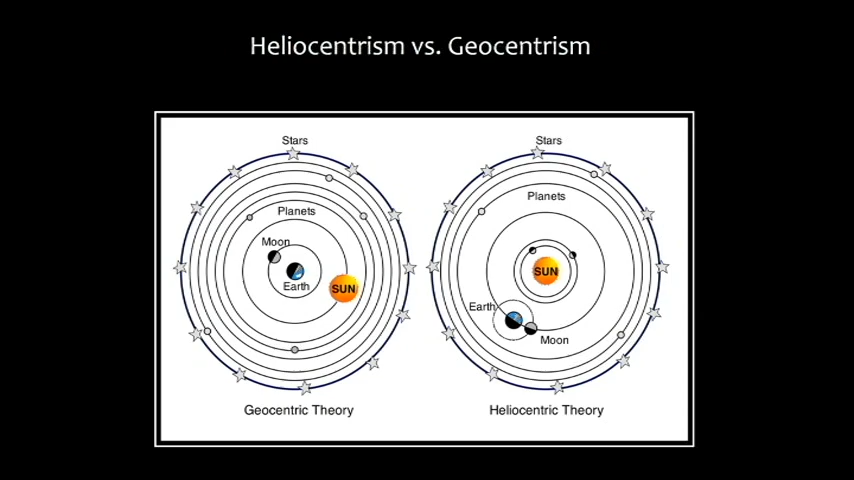 Heliocentrism vs. Geocentrism
Stars
Planets
Moon
Earth
SUN
Geocentric Theory
Stars
Planets
SUN
Earth
Moon
Heliocentric Theory